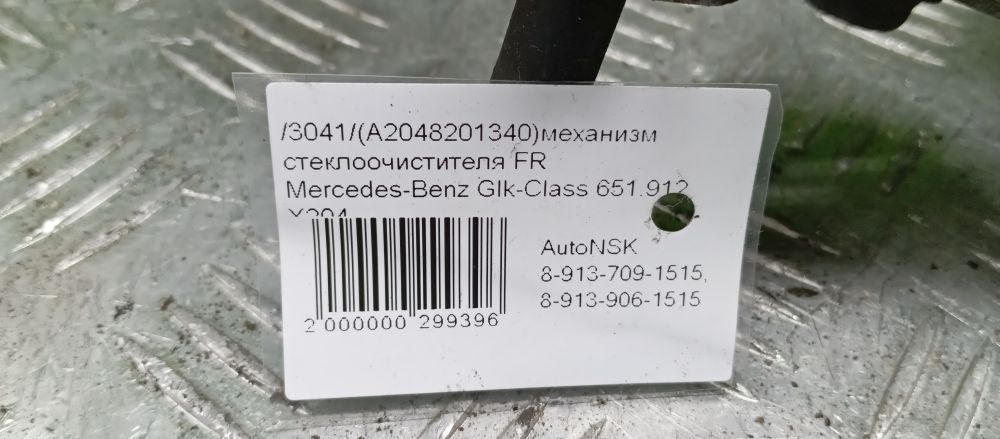 /3041/(A2048201340)механизм
стеклоочистителя FR
Mercedes-Benz Glk-Class 651.912
X204
AutoNSK
8-913-709-1515,
8-913-906-1515
2 000000 299396